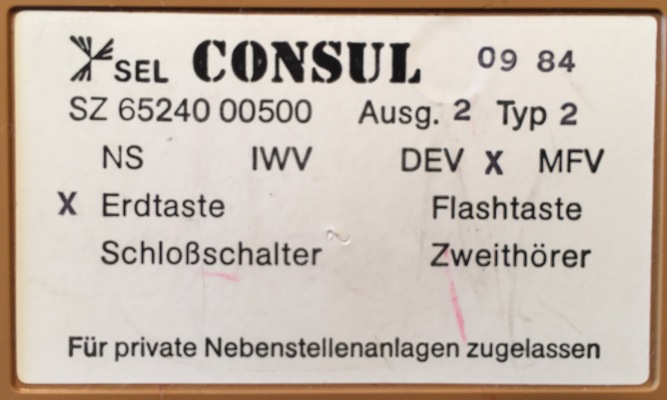 SEL CONSUL 09 84
SZ 65240 00500 Ausg. 2 Typ 2
NS IWV DEV X MFV
X Erdtaste Flashtaste
Schloßschalter Zweithörer
Für private Nebenstellenanlagen zugelassen